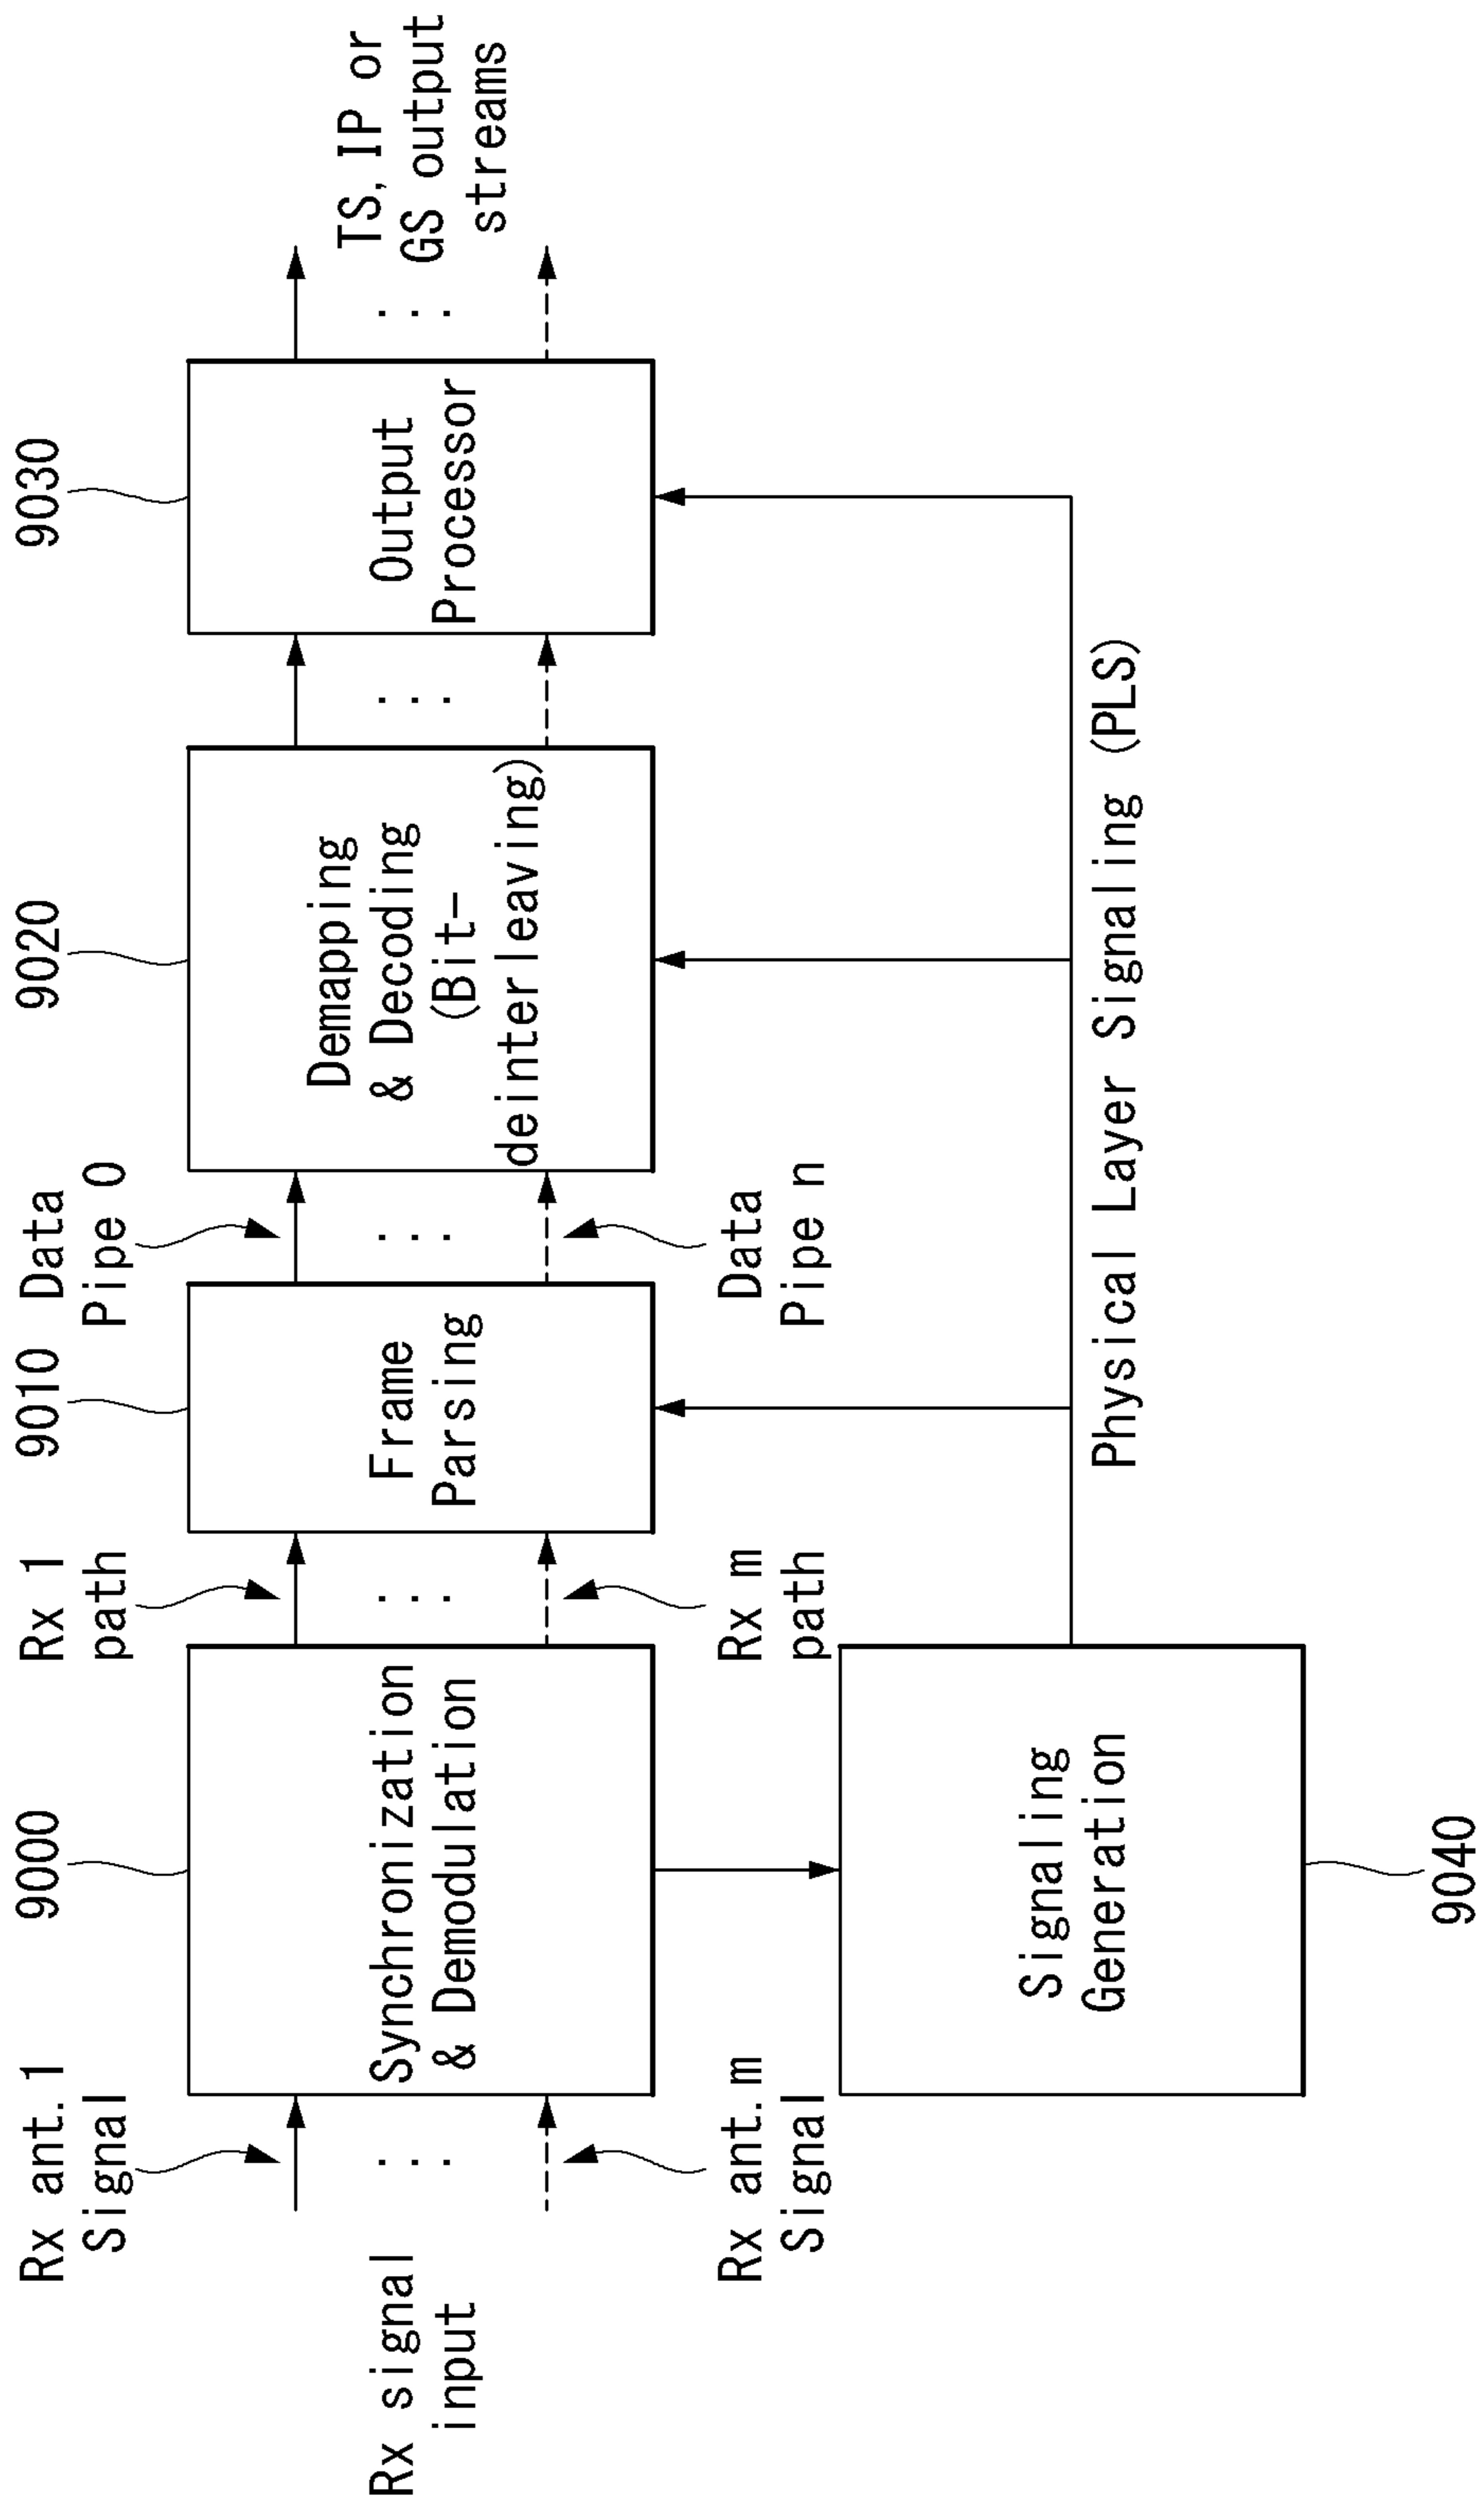 Rx signal
input
Rx ant.1
Signal
Rx ant.m
Signal
9000
Synchronization
& Demodulation
Rx 1
path
Rx m
path
9010
Frame
Parsing
Data
Pipe 0
Data
Pipe n
9020
Demapping
& Decoding
(Bit-
deinterleaving)
9030
Output
Processor
TS, IP or
GS output
streams
Signaling
Generation
9040
Physical Layer Signaling (PLS)